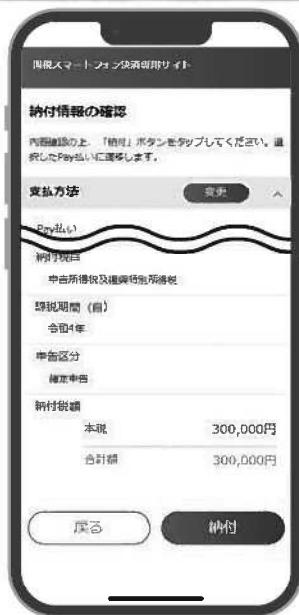 国税スマートフォン決済専用サイト
納付情報の確認
内容確認の上、「納付」ボタンをタップしてください。選
択したPay払いに遷移します。
支払方法
変更
Pay払い
納付税目
申告所得税及復興特別所得税
課税期間（自）
令和4年
申告区分
確定申告
納付税額
本税
300,000円
合計額
300,000円
戻る
納付